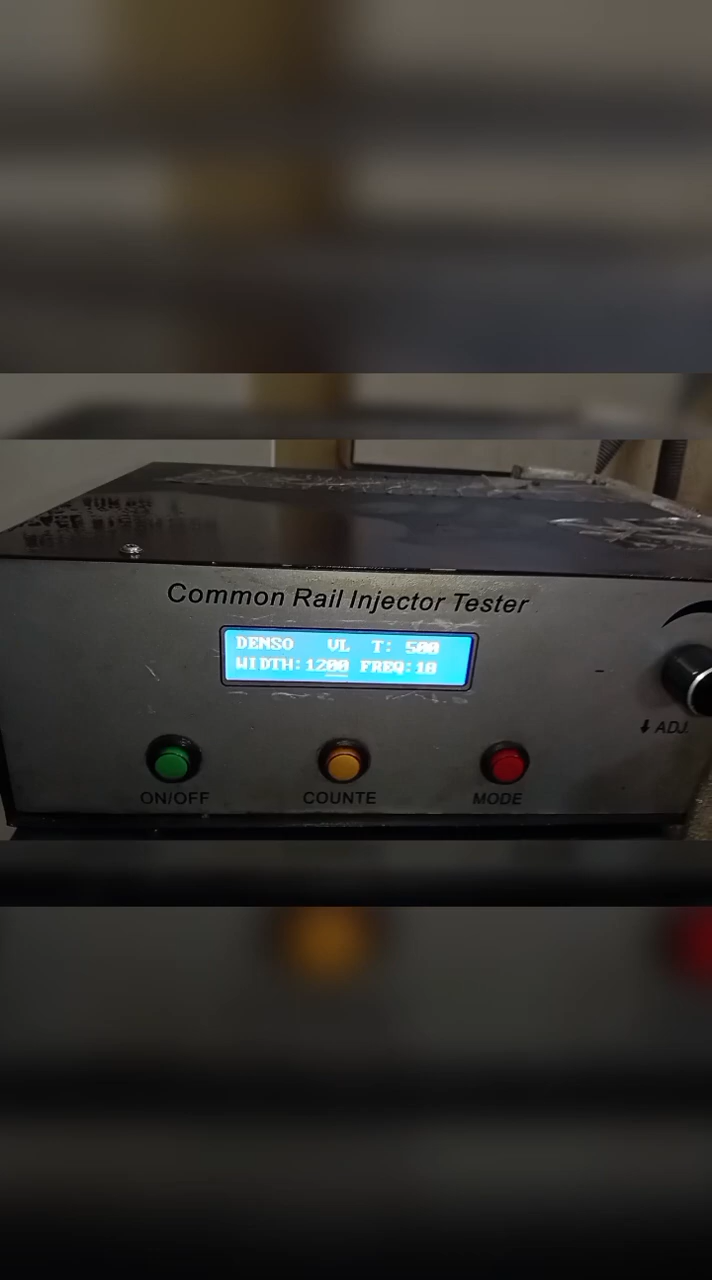 Common Rail Injector Tester
DENSO VL T: 500
WIDTH:1200 FREQ:10
ADJ.
ON/OFF COUNTE MODE